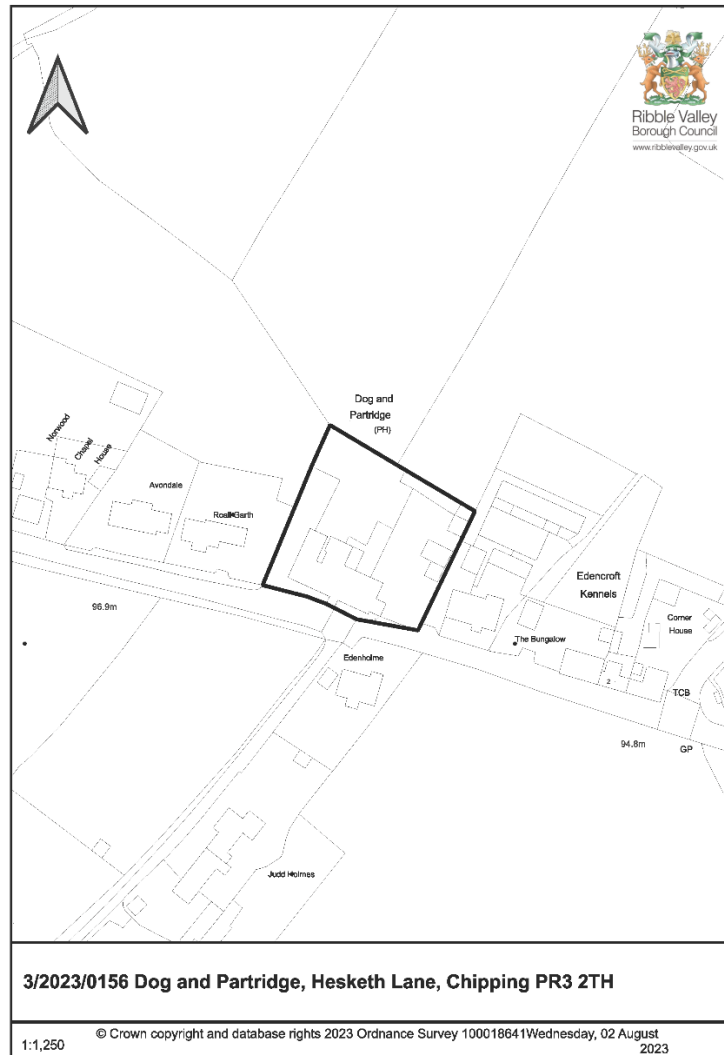 Ribble Valley
Borough Council
www.ribblevalley.gov.uk
Dog and
Partridge
(PH)
Norwood
Chapel
House
Avondale
Roall Garth
96.9m
Edencroft
Kennels
Corner
House
The Bungalow
Edenholme
2
TCB
94.8m
GP
Judd Holmes
3/2023/0156 Dog and Partridge, Hesketh Lane, Chipping PR3 2TH
1:1,250
© Crown copyright and database rights 2023 Ordnance Survey 100018641Wednesday, 02 August
2023